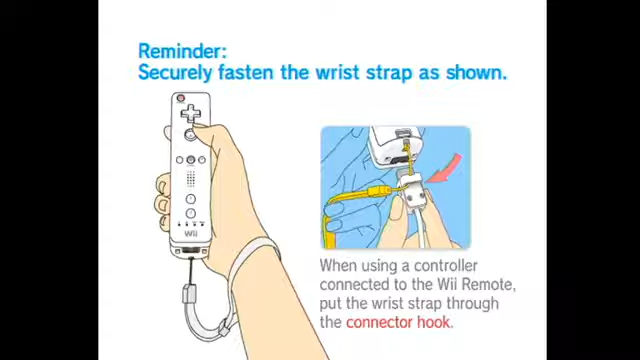 Reminder:
Securely fasten the wrist strap as shown.
Wii
When using a controller
connected to the Wii Remote,
put the wrist strap through
the connector hook.